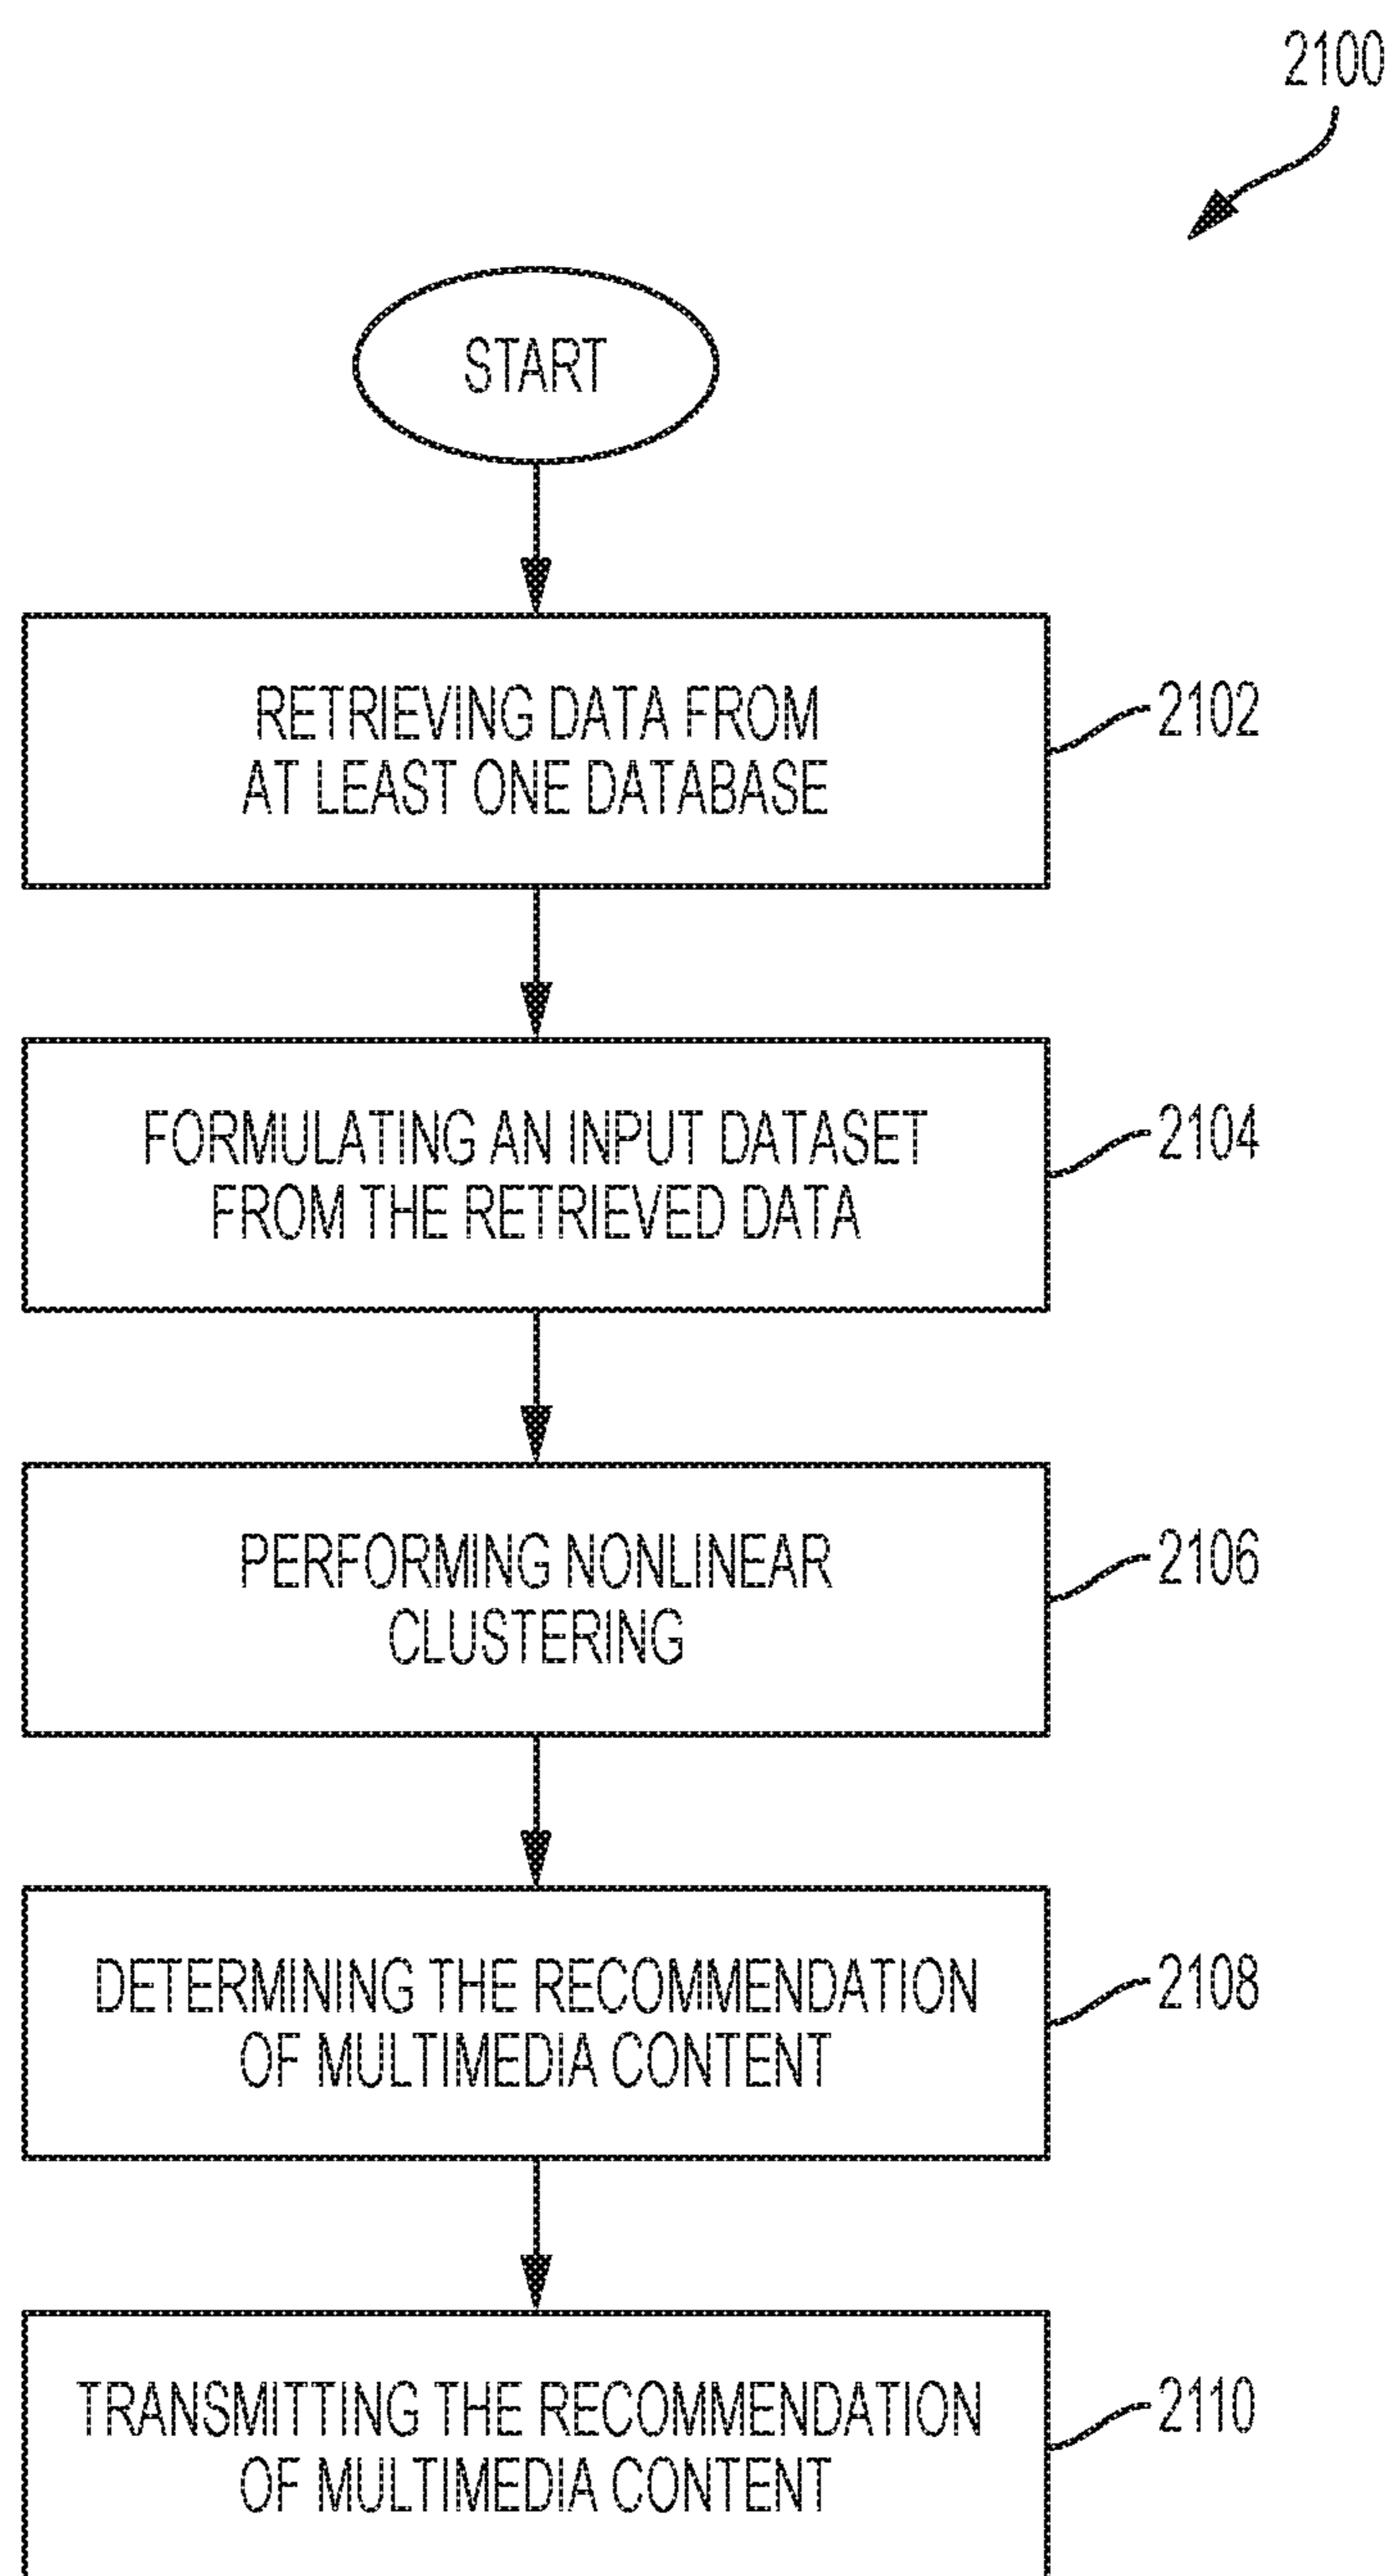 2100
START
RETRIEVING DATA FROM
AT LEAST ONE DATABASE
2102
FORMULATING AN INPUT DATASET
FROM THE RETRIEVED DATA
2104
PERFORMING NONLINEAR
CLUSTERING
2106
DETERMINING THE RECOMMENDATION
OF MULTIMEDIA CONTENT
2108
TRANSMITTING THE RECOMMENDATION
OF MULTIMEDIA CONTENT
2110